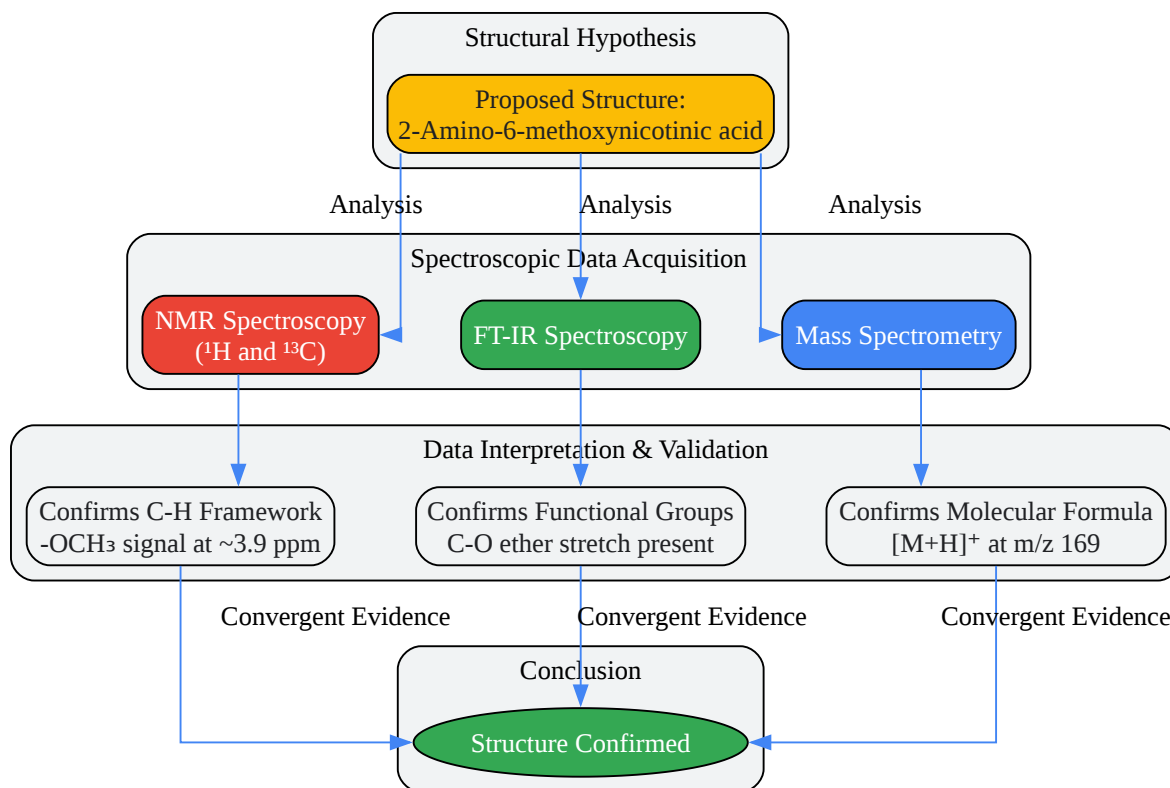 Structural Hypothesis
Proposed Structure:
2-Amino-6-methoxynicotinic acid
Analysis
Analysis
Analysis
Spectroscopic Data Acquisition
NMR Spectroscopy
(¹H and ¹³C)
FT-IR Spectroscopy
Mass Spectrometry
Data Interpretation & Validation
Confirms C-H Framework
-OCH₃ signal at ~3.9 ppm
Confirms Functional Groups
C-O ether stretch present
Confirms Molecular Formula
[M+H]⁺ at m/z 169
Convergent Evidence
Convergent Evidence
Convergent Evidence
Conclusion
Structure Confirmed